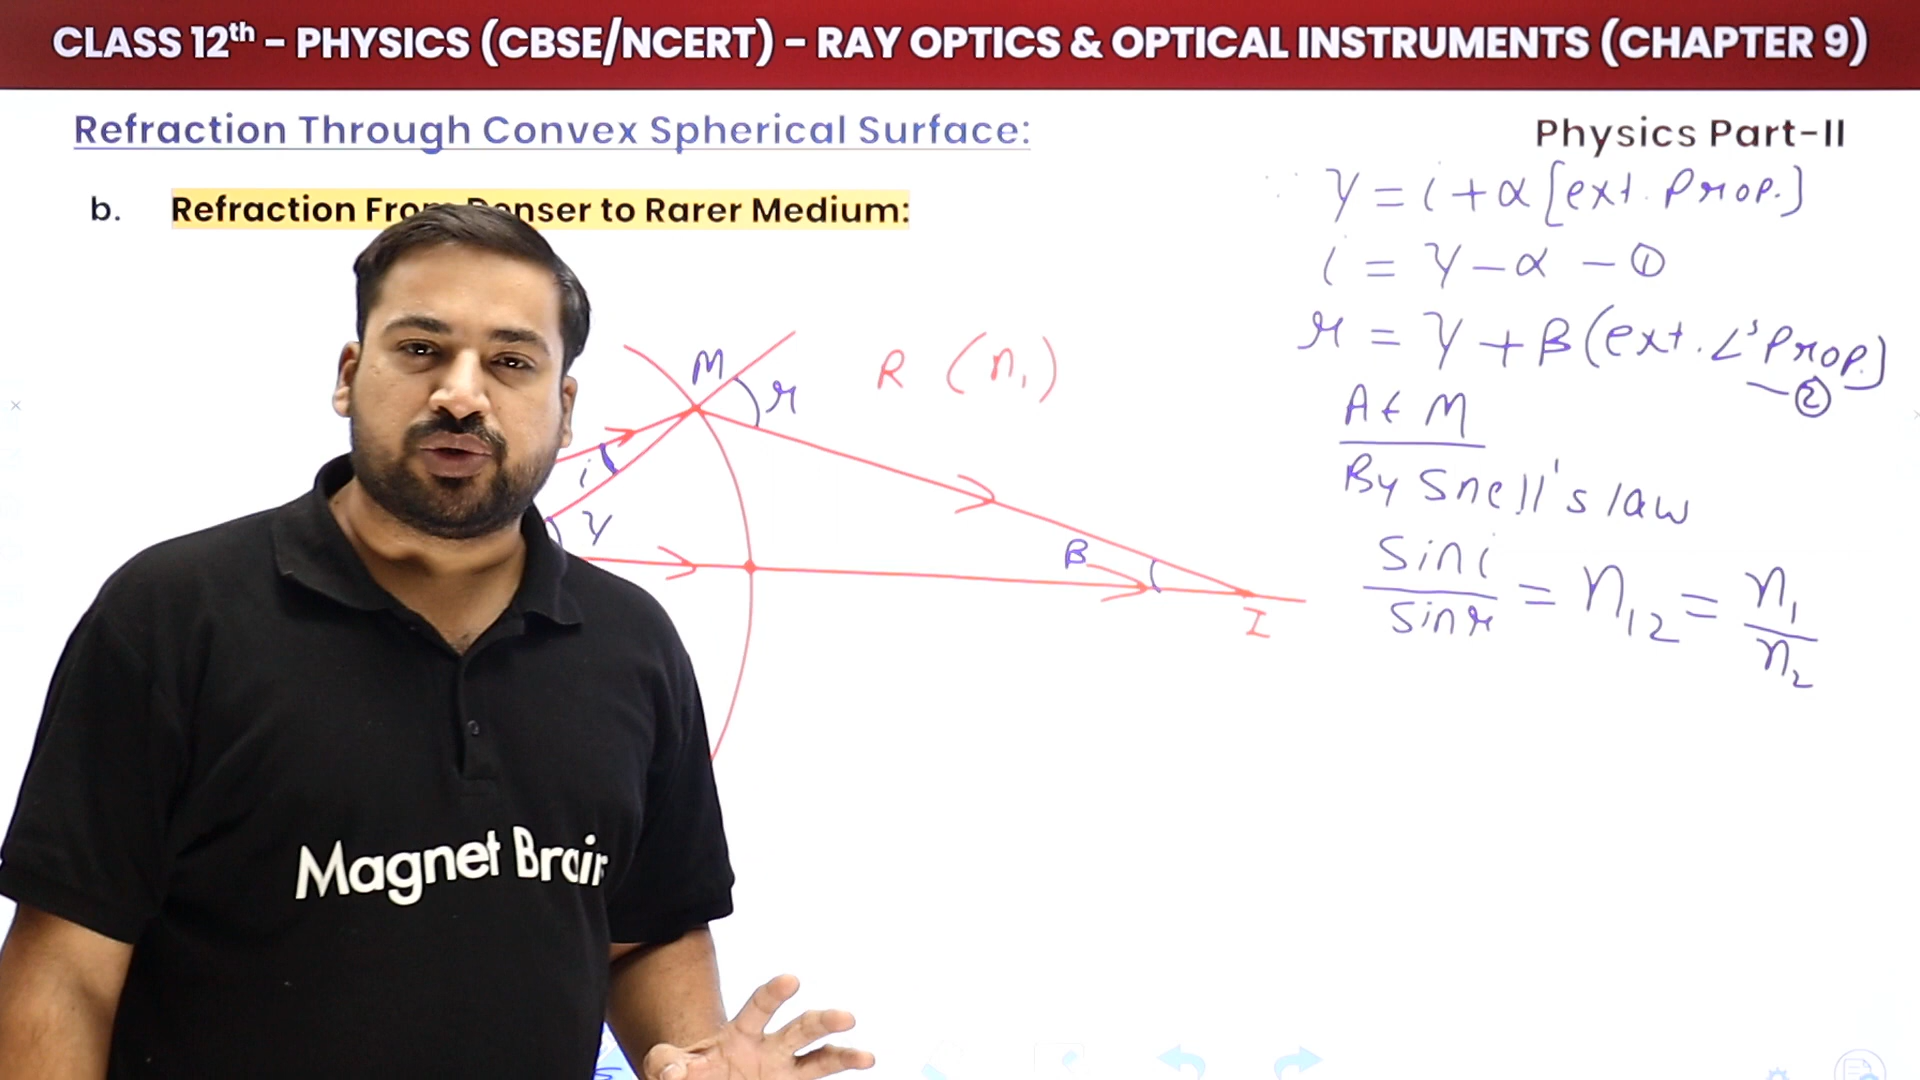 CLASS 12th – PHYSICS (CBSE/NCERT) – RAY OPTICS & OPTICAL INSTRUMENTS (CHAPTER 9)
Refraction Through Convex Spherical Surface:
Physics Part-II
b. Refraction From Denser to Rarer Medium:
γ = i + α [ext. Prop.]
i = γ – α – ①
r = γ + β (ext. ∠'s Prop.)
– ②
At M
By Snell's law
sin i / sin r = n12 = n1 / n2
M
r
R (n1)
i
γ
β
I
Magnet Brain